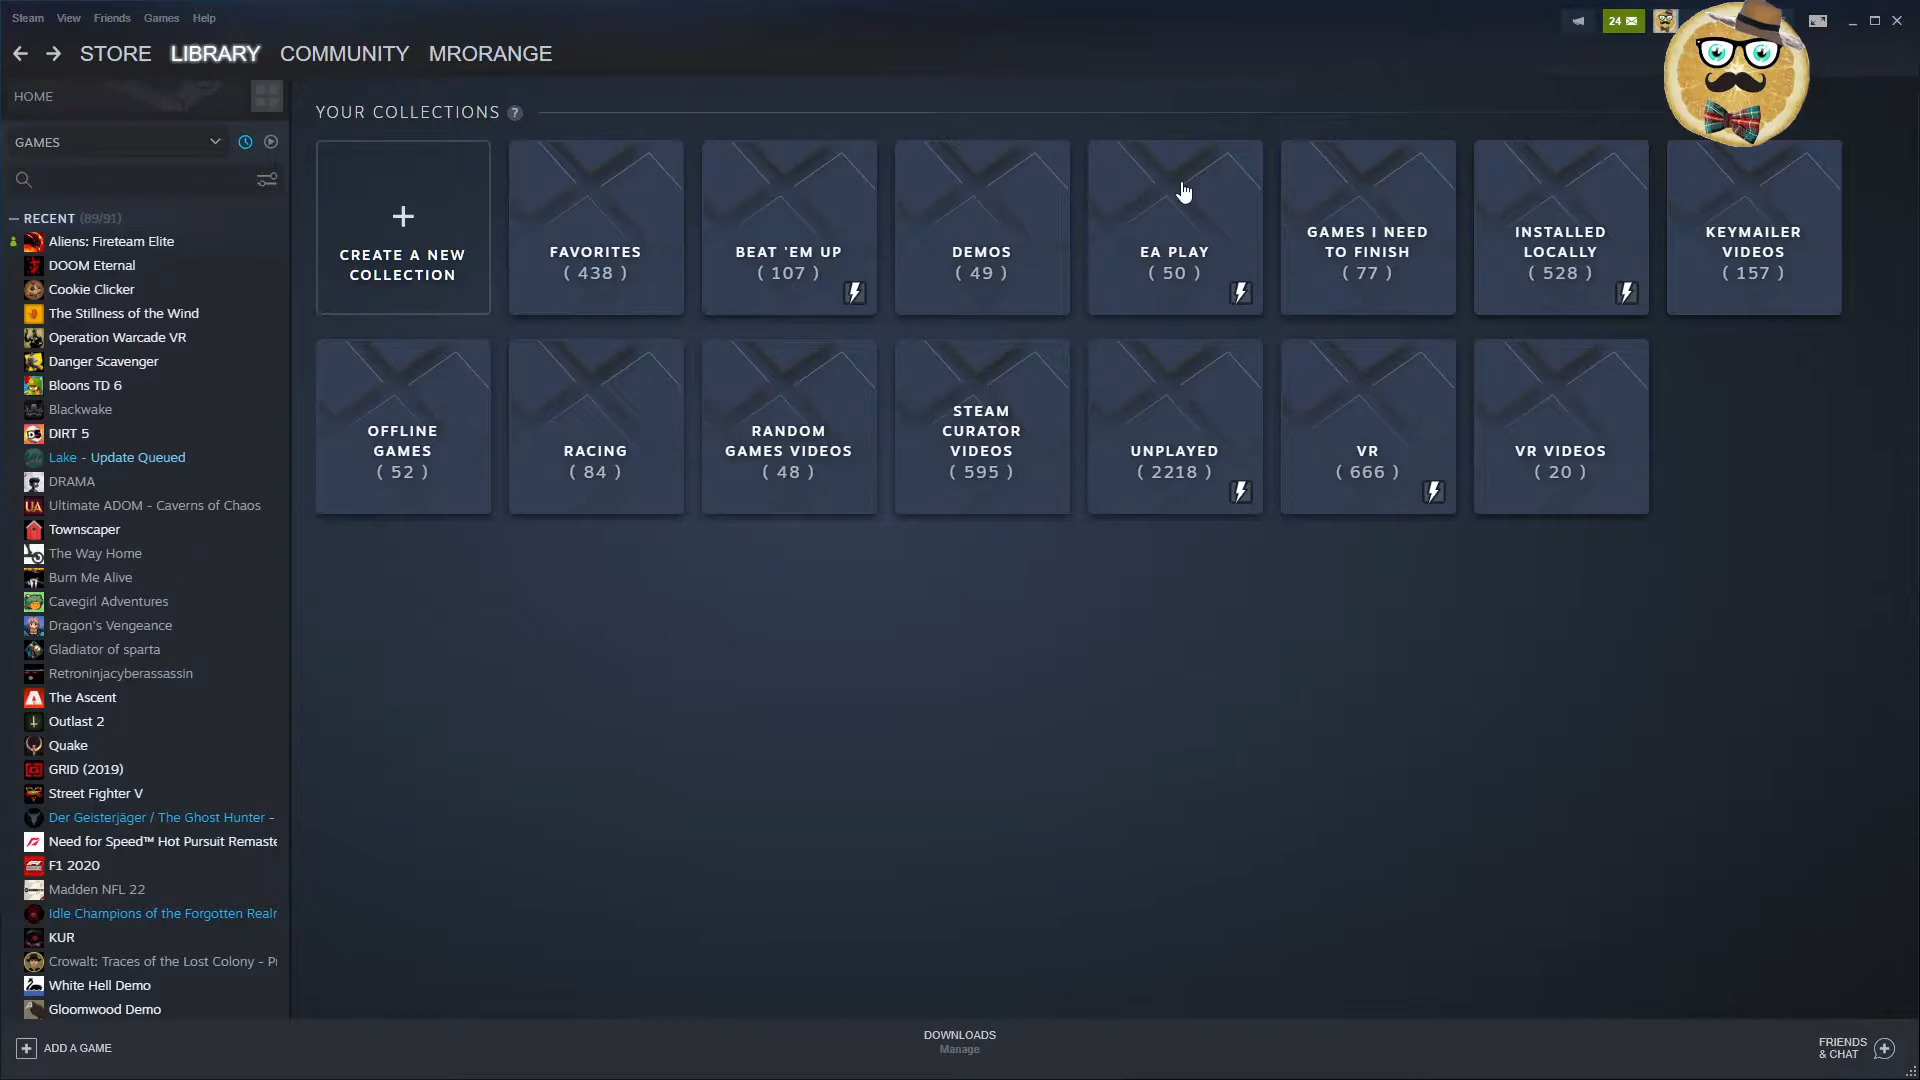 Steam View Friends Games Help
24
STORE LIBRARY COMMUNITY MRORANGE
HOME
GAMES
RECENT (89/91)
Aliens: Fireteam Elite
DOOM Eternal
Cookie Clicker
The Stillness of the Wind
Operation Warcade VR
Danger Scavenger
Bloons TD 6
Blackwake
DIRT 5
Lake - Update Queued
DRAMA
Ultimate ADOM - Caverns of Chaos
Townscaper
The Way Home
Burn Me Alive
Cavegirl Adventures
Dragon's Vengeance
Gladiator of sparta
Retroninjacyberassassin
The Ascent
Outlast 2
Quake
GRID (2019)
Street Fighter V
Der Geisterjäger / The Ghost Hunter -
Need for Speed™ Hot Pursuit Remaste
F1 2020
Madden NFL 22
Idle Champions of the Forgotten Realr
KUR
Crowalt: Traces of the Lost Colony - Pr
White Hell Demo
Gloomwood Demo
ADD A GAME
YOUR COLLECTIONS ?
+
CREATE A NEW
COLLECTION
FAVORITES
( 438 )
BEAT 'EM UP
( 107 )
DEMOS
( 49 )
EA PLAY
( 50 )
GAMES I NEED
TO FINISH
( 77 )
INSTALLED
LOCALLY
( 528 )
KEYMAILER
VIDEOS
( 157 )
OFFLINE
GAMES
( 52 )
RACING
( 84 )
RANDOM
GAMES VIDEOS
( 48 )
STEAM
CURATOR
VIDEOS
( 595 )
UNPLAYED
( 2218 )
VR
( 666 )
VR VIDEOS
( 20 )
DOWNLOADS
Manage
FRIENDS
& CHAT